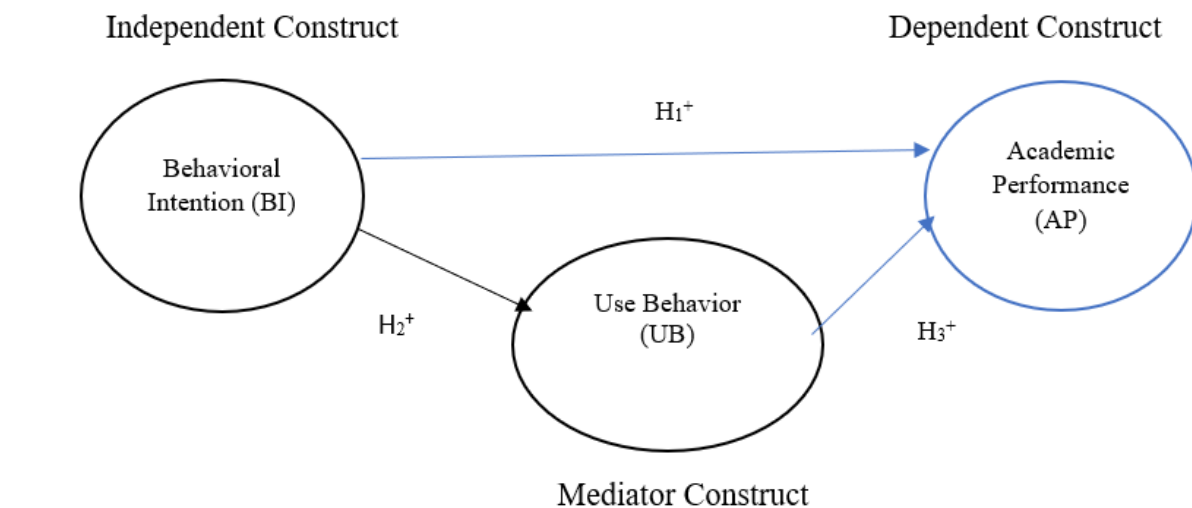 Independent Construct
Dependent Construct
H₁⁺
Behavioral
Intention (BI)
Academic
Performance
(AP)
Use Behavior
(UB)
H₂⁺
H₃⁺
Mediator Construct